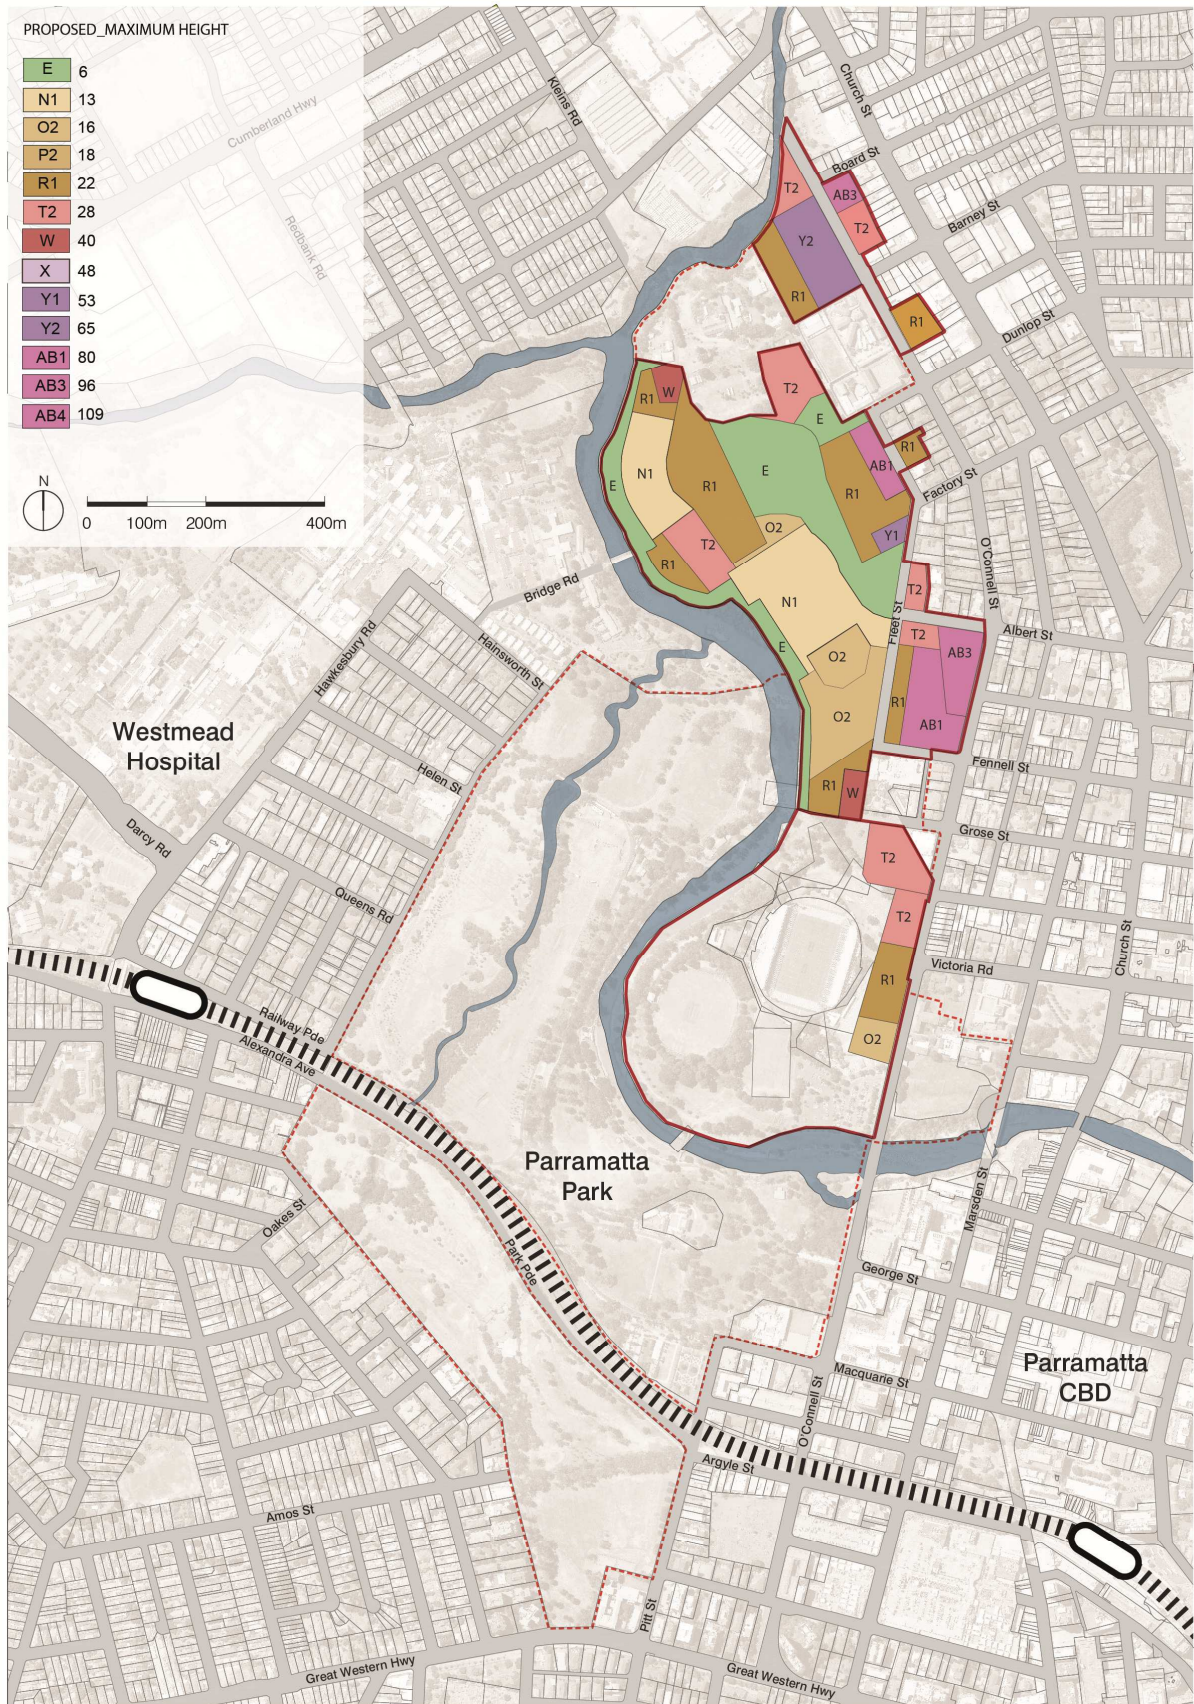 PROPOSED_MAXIMUM HEIGHT
E 6
N1 13
O2 16
P2 18
R1 22
T2 28
W 40
X 48
Y1 53
Y2 65
AB1 80
AB3 96
AB4 109
N
0 100m 200m 400m
Cumberland Hwy
Redbank Rd
Kleins Rd
Church St
Board St
Barney St
Dunlop St
T2
AB3
T2
Y2
R1
R1
T2
E
R1
W
R1
AB1
N1
E
R1
R1
E
Factory St
O2
Y1
T2
R1
O'Connell St
Bridge Rd
T2
N1
Fleet St
Albert St
T2
AB3
E
O2
Hainsworth St
Hawkesbury Rd
R1
O2
AB1
Westmead
Hospital
Helen St
Fennell St
R1
W
Darcy Rd
Grose St
T2
Queens Rd
T2
Church St
Victoria Rd
R1
Railway Pde
Alexandra Ave
O2
Parramatta
Park
Marsden St
Oakes St
Park Pde
George St
Parramatta
CBD
Macquarie St
O'Connell St
Argyle St
Amos St
Pitt St
Great Western Hwy
Great Western Hwy